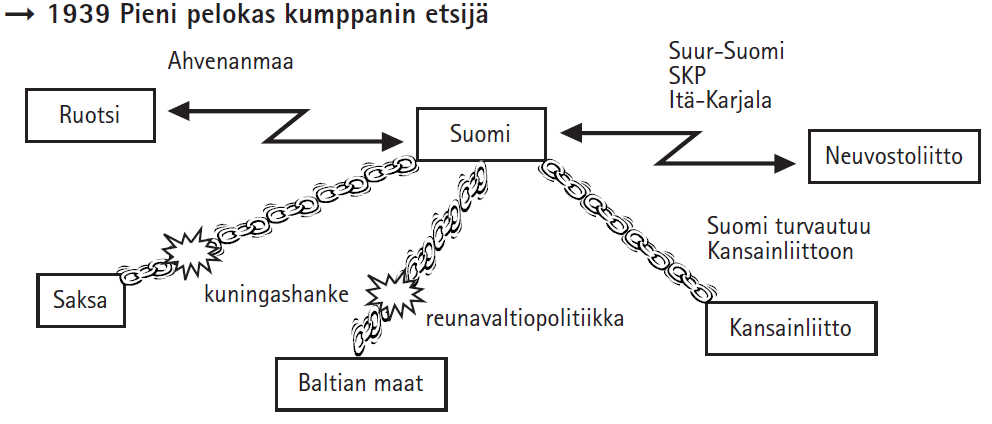 → 1939 Pieni pelokas kumppanin etsijä
Ahvenanmaa
Suur-Suomi
SKP
Itä-Karjala
Ruotsi
Suomi
Neuvostoliitto
Suomi turvautuu
Kansainliittoon
Saksa
kuningashanke
reunavaltiopolitiikka
Kansainliitto
Baltian maat